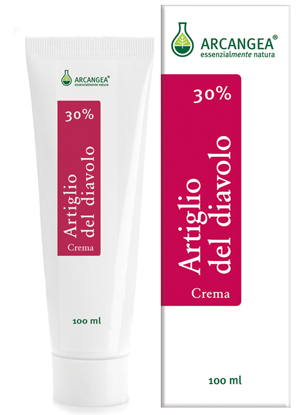 ARCANGEA®
essenzialmente natura
30%
Artiglio
del diavolo
Crema
100 ml
ARCANGEA®
essenzialmente natura
30%
Artiglio
del diavolo
Crema
100 ml